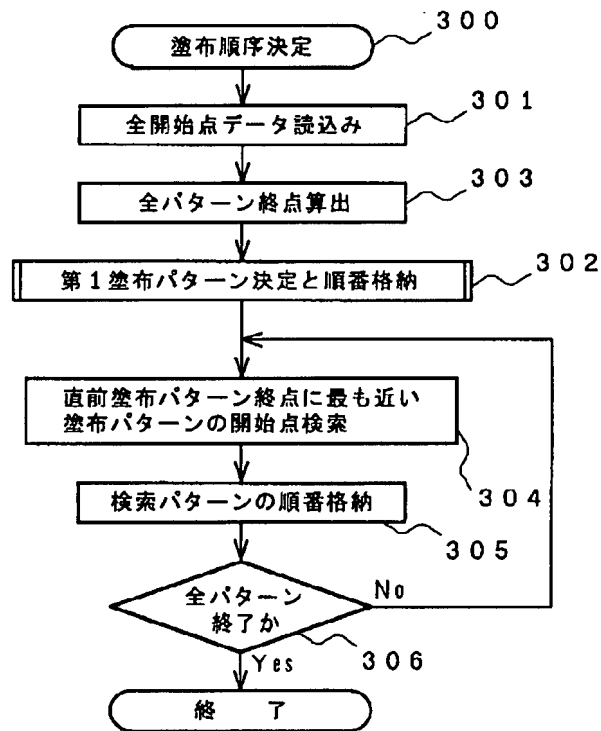 塗布順序決定
300
全開始点データ読込み
301
全パターン終点算出
303
第1塗布パターン決定と順番格納
302
直前塗布パターン終点に最も近い
塗布パターンの開始点検索
304
検索パターンの順番格納
305
全パターン
終了か
No
306
Yes
終 了